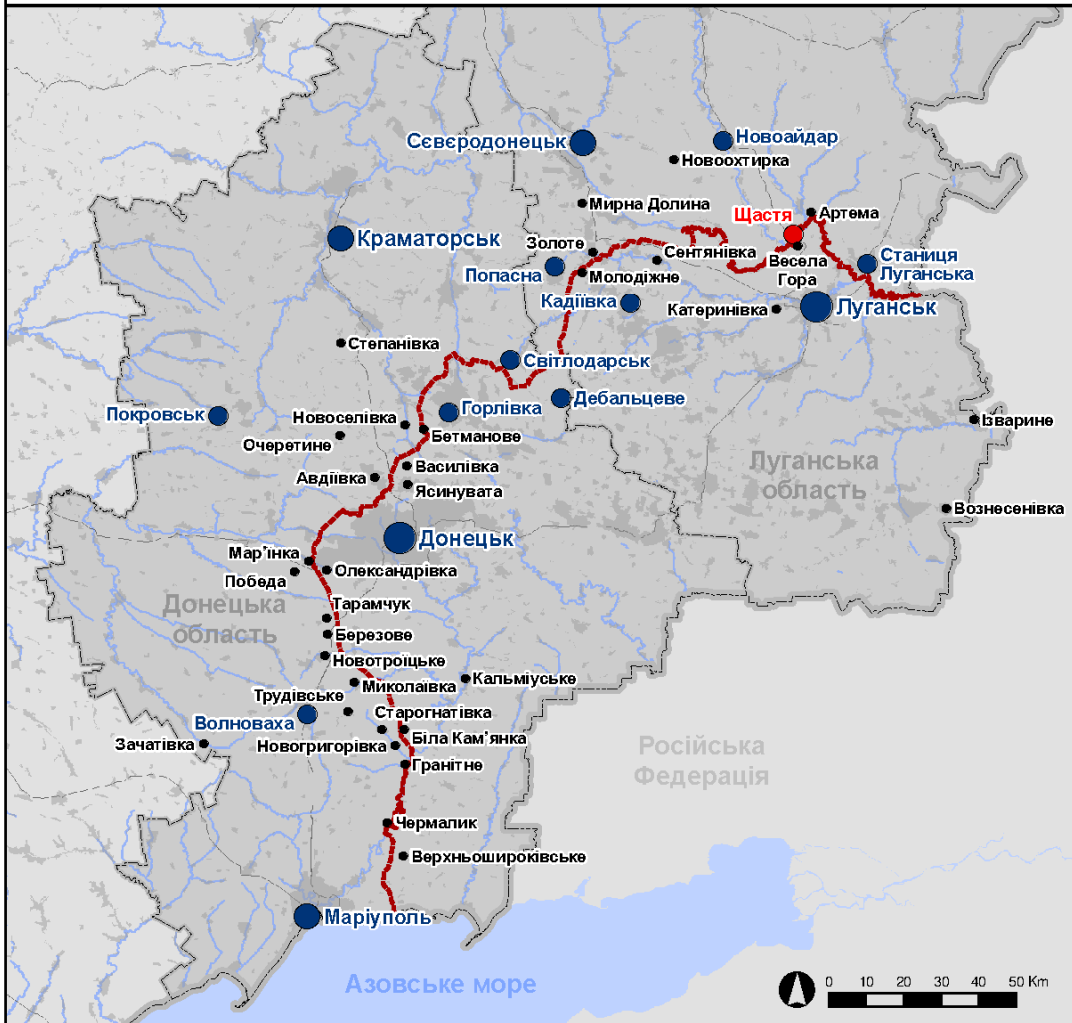 Сєвєродонецьк
Новоайдар
Новоохтирка
Мирна Долина
Щастя
Артема
Краматорськ
Золоте
Сентянівка
Весела
Гора
Станиця
Луганська
Попасна
Молодіжне
Кадіївка
Катеринівка
Луганськ
Степанівка
Світлодарськ
Дебальцеве
Покровськ
Новоселівка
Горлівка
Бетманове
Ізварине
Очеретине
Луганська
область
Василівка
Авдіївка
Ясинувата
Вознесенівка
Донецьк
Мар’їнка
Победа
Олександрівка
Донецька
область
Тарамчук
Березове
Новотроїцьке
Миколаївка
Кальміуське
Трудівське
Волноваха
Старогнатівка
Біла Кам’янка
Зачатівка
Новогригорівка
Гранітне
Російська
Федерація
Чермалик
Верхньошироківське
Маріуполь
Азовське море
0 10 20 30 40 50 Km